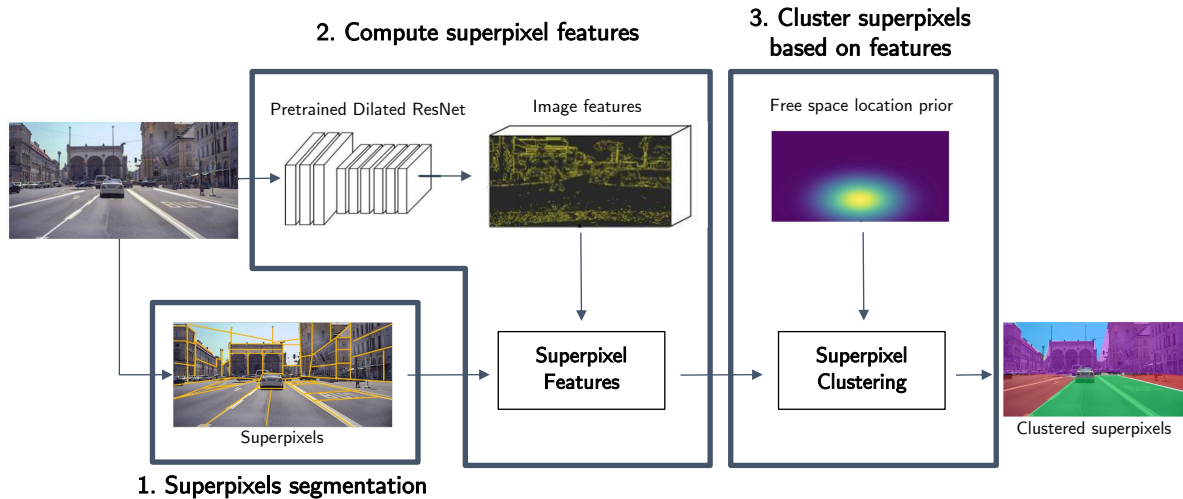 2. Compute superpixel features
3. Cluster superpixels
based on features
Pretrained Dilated ResNet
Image features
Free space location prior
Superpixel
Features
Superpixel
Clustering
Superpixels
Clustered superpixels
1. Superpixels segmentation